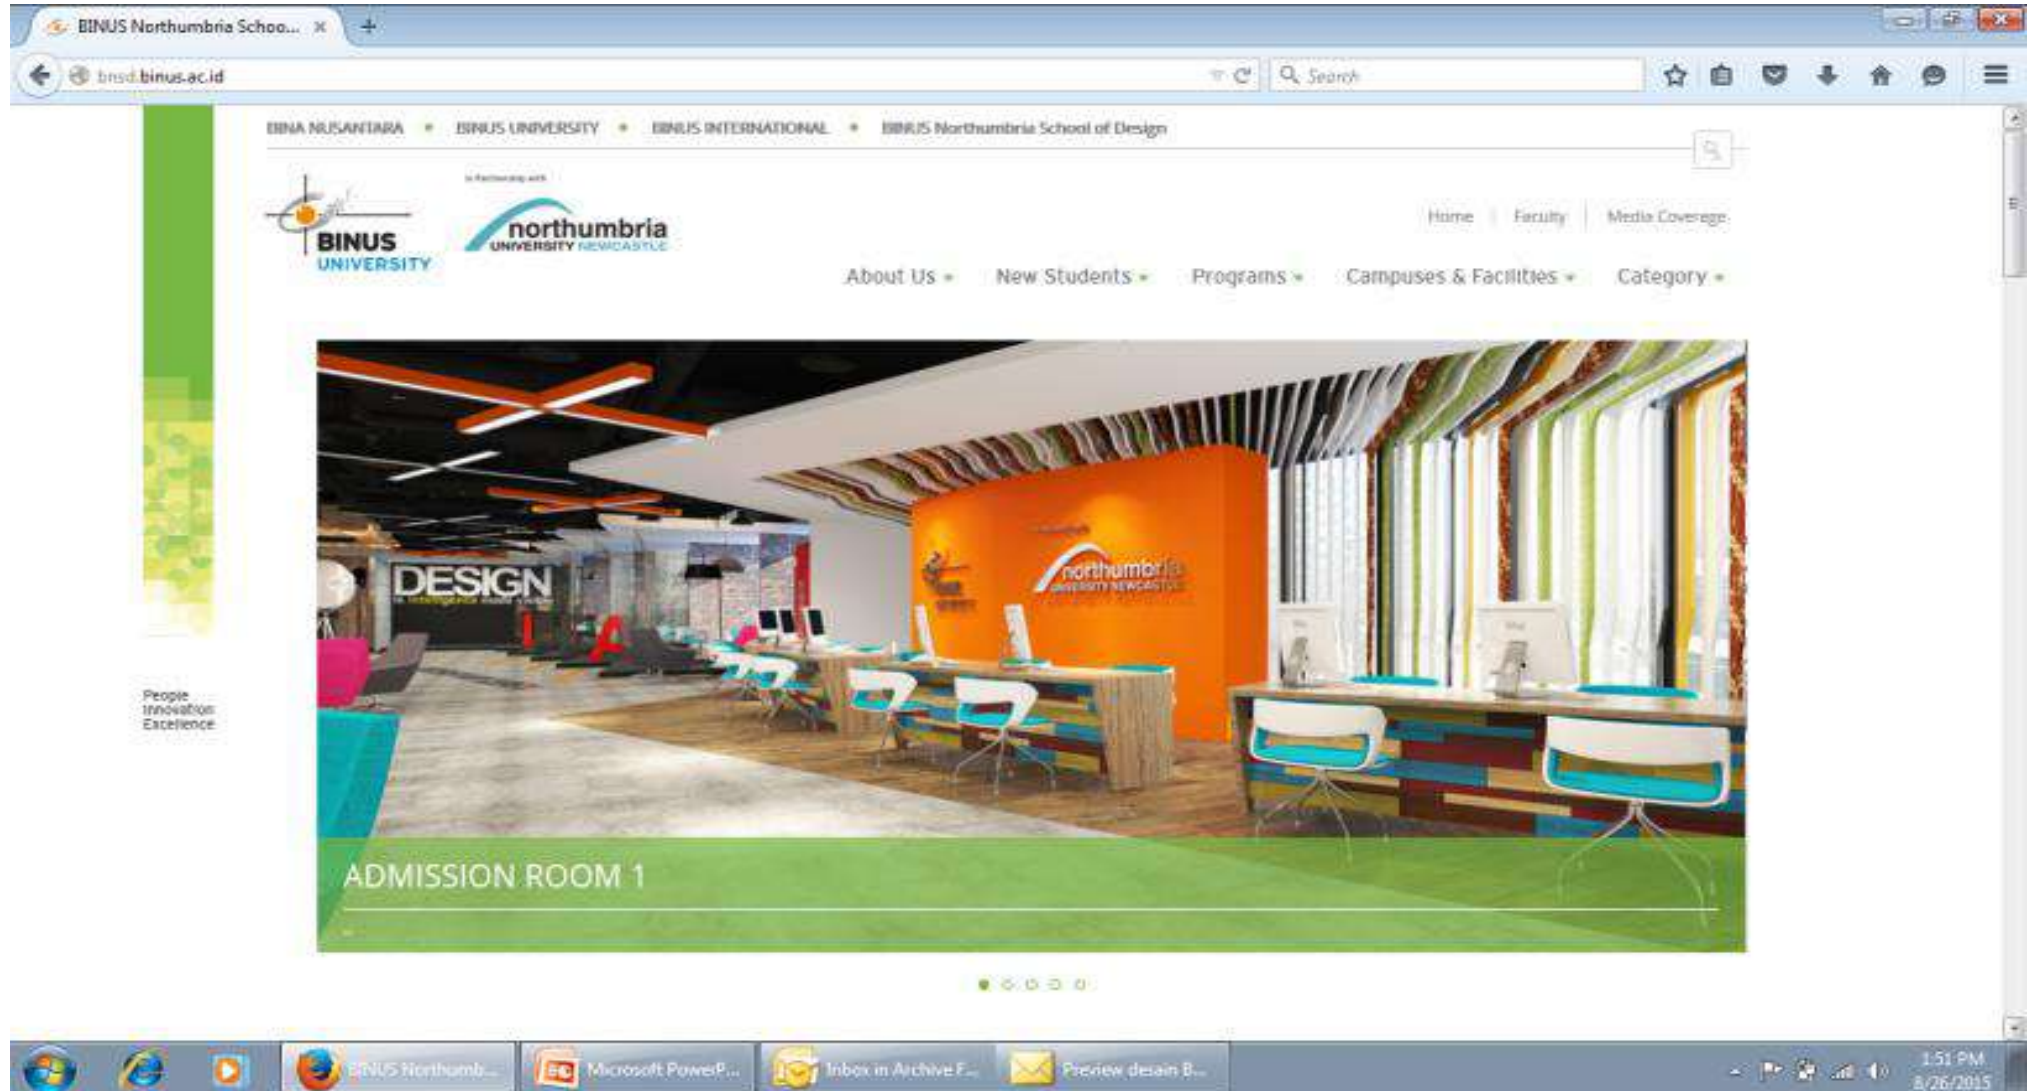 BINUS Northumbria Schoo...
bnsd.binus.ac.id
Search
BINA NUSANTARA • BINUS UNIVERSITY • BINUS INTERNATIONAL • BINUS Northumbria School of Design
in Partnership with
BINUS
UNIVERSITY
northumbria
UNIVERSITY NEWCASTLE
Home | Faculty | Media Coverage
About Us
New Students
Programs
Campuses & Facilities
Category
DESIGN
northumbria
UNIVERSITY NEWCASTLE
People
Innovation
Excellence
ADMISSION ROOM 1
BINUS Northumb...
Microsoft PowerP...
Inbox in Archive F...
Preview desain B...
1:51 PM
8/26/2015